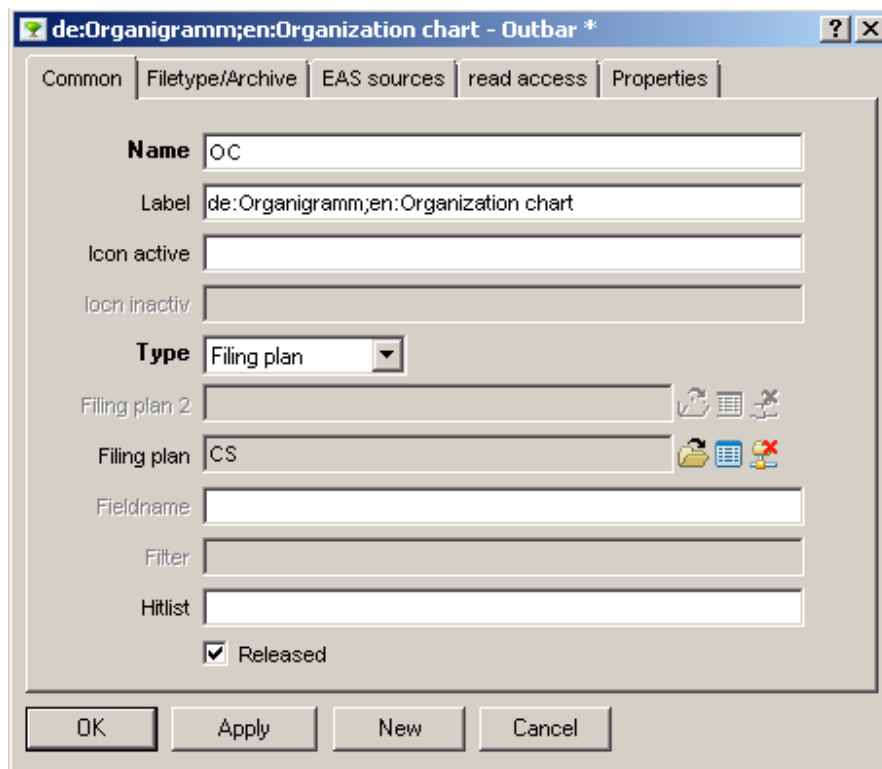 de:Organigramm;en:Organization chart - Outbar *
Common Filetype/Archive EAS sources read access Properties
Name OC
Label de:Organigramm;en:Organization chart
Icon active
Iocn inactiv
Type Filing plan
Filing plan 2
Filing plan CS
Fieldname
Filter
Hitlist
Released
OK Apply New Cancel